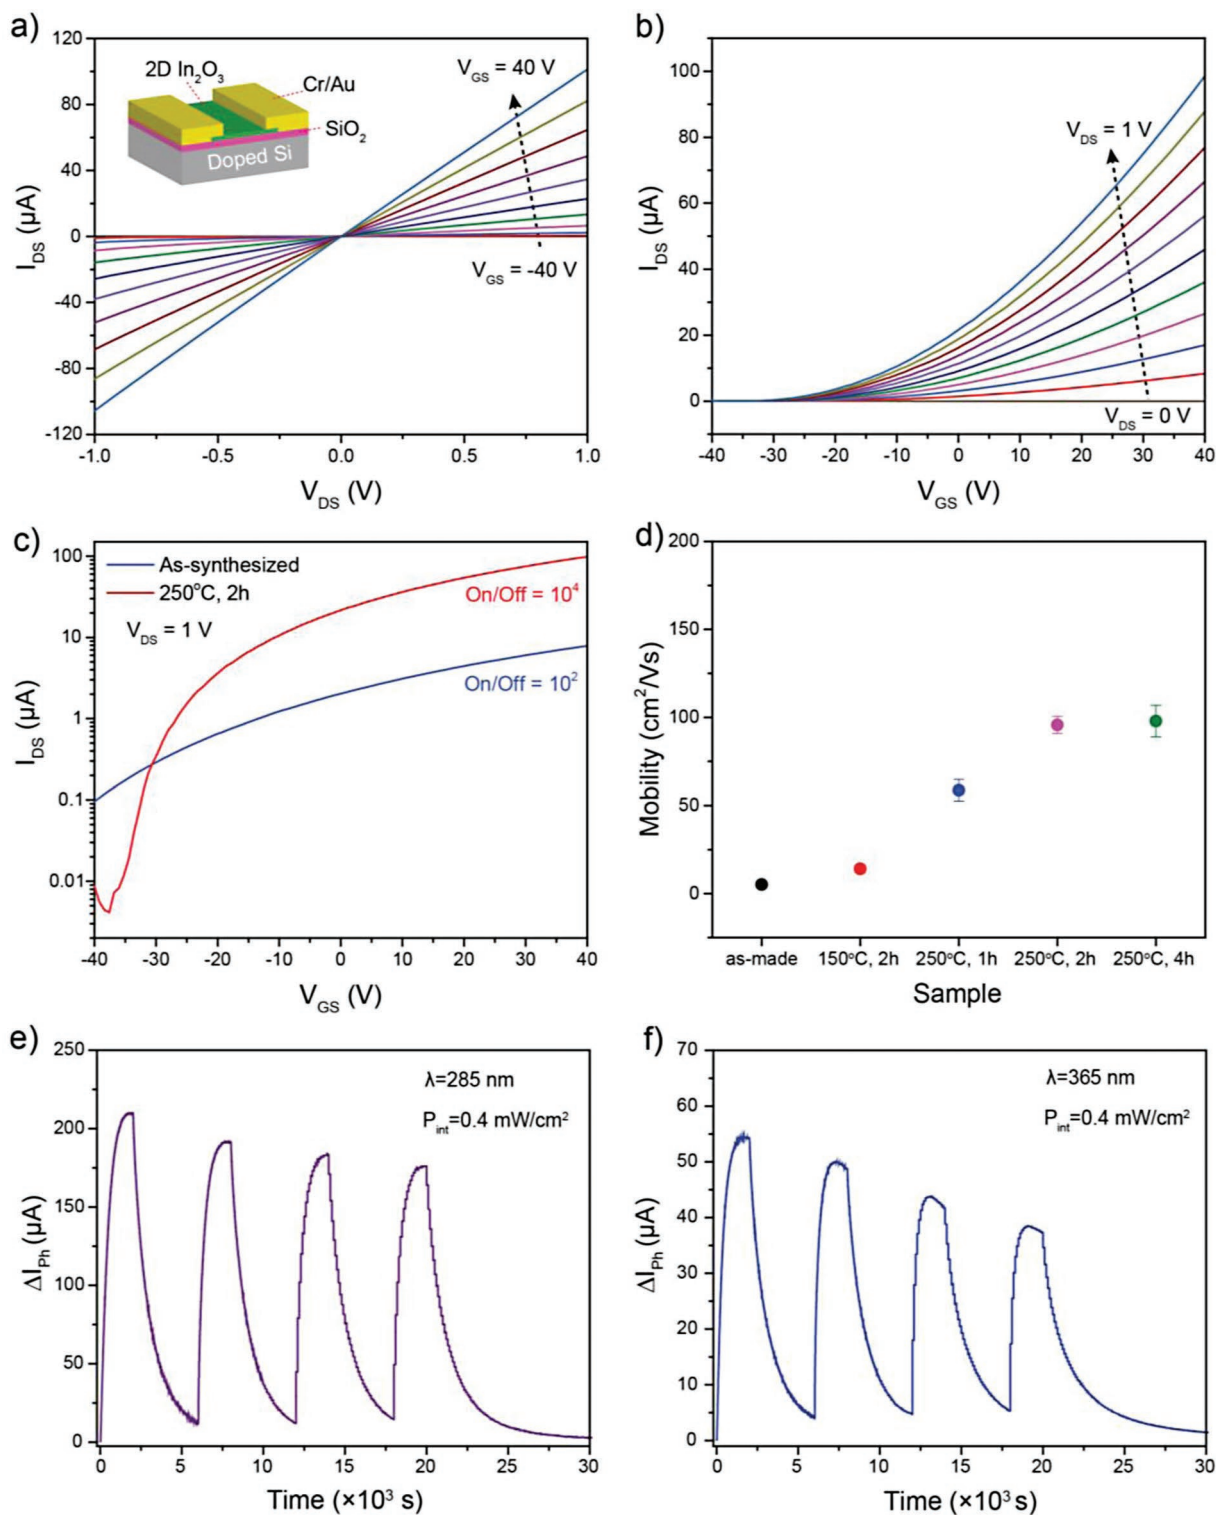 a)
120
80
40
0
-40
-80
-120
I_DS (µA)
-1.0 -0.5 0.0 0.5 1.0
V_DS (V)
2D In₂O₃
Cr/Au
SiO₂
Doped Si
V_GS = 40 V
V_GS = -40 V
b)
100
80
60
40
20
0
I_DS (µA)
-40 -30 -20 -10 0 10 20 30 40
V_GS (V)
V_DS = 1 V
V_DS = 0 V
c)
100
10
1
0.1
0.01
I_DS (µA)
As-synthesized
250°C, 2h
V_DS = 1 V
On/Off = 10⁴
On/Off = 10²
-40 -30 -20 -10 0 10 20 30 40
V_GS (V)
d)
200
150
100
50
0
Mobility (cm²/Vs)
as-made 150°C, 2h 250°C, 1h 250°C, 2h 250°C, 4h
Sample
e)
250
200
150
100
50
0
ΔI_Ph (µA)
λ=285 nm
P_int=0.4 mW/cm²
0 5 10 15 20 25 30
Time (×10³ s)
f)
70
60
50
40
30
20
10
0
ΔI_Ph (µA)
λ=365 nm
P_int=0.4 mW/cm²
0 5 10 15 20 25 30
Time (×10³ s)